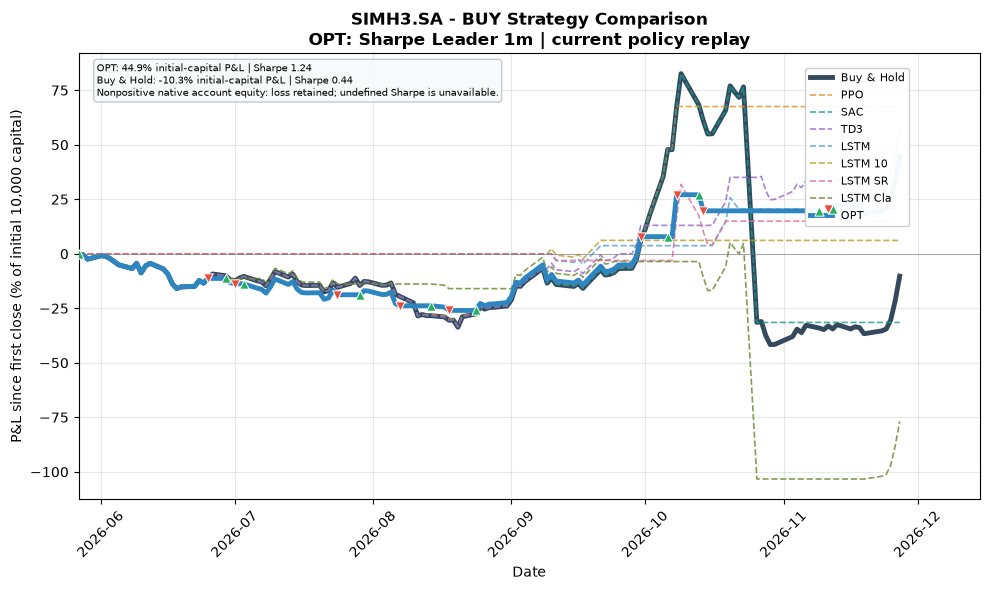 SIMH3.SA - BUY Strategy Comparison
OPT: Sharpe Leader 1m | current policy replay
OPT: 44.9% initial-capital P&L | Sharpe 1.24
Buy & Hold: -10.3% initial-capital P&L | Sharpe 0.44
Nonpositive native account equity: loss retained; undefined Sharpe is unavailable.
Buy & Hold
PPO
SAC
TD3
LSTM
LSTM 10
LSTM SR
LSTM Cla
OPT
P&L since first close (% of initial 10,000 capital)
75
50
25
0
−25
−50
−75
−100
2026-06
2026-07
2026-08
2026-09
2026-10
2026-11
2026-12
Date